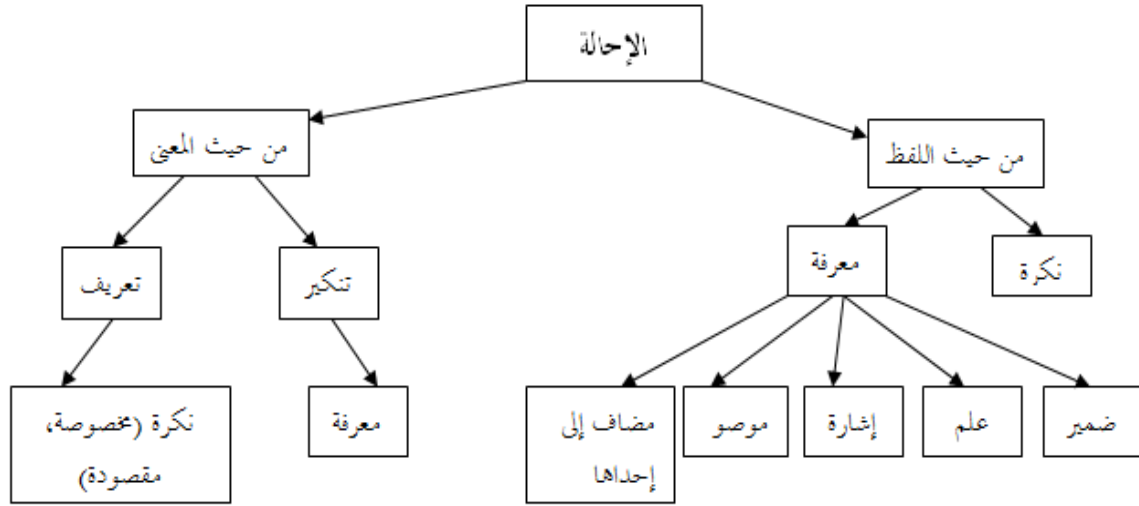 الإحالة
من حيث اللفظ
من حيث المعنى
نكرة
معرفة
تنكير
تعريف
ضمير
علم
إشارة
موصو
مضاف إلى
إحداها
معرفة
نكرة (مخصوصة،
مقصودة)